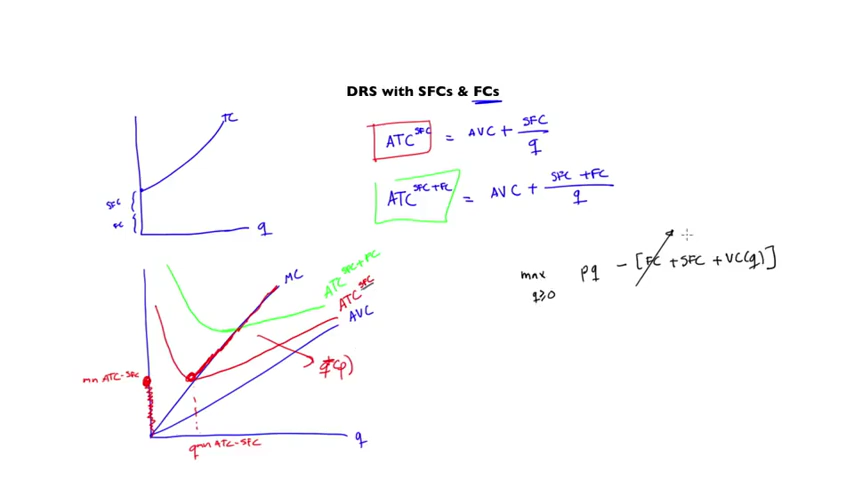 DRS with SFCs & FCs
TC
SFC
FC
q
ATC^SFC = AVC + SFC/q
ATC^SFC+FC = AVC + SFC+FC/q
max q≥0 pq - [FC + SFC + VC(q)]
MC
ATC^SFC+FC
ATC^SFC
AVC
q*(p)
min ATC-SFC
q^min ATC-SFC
q